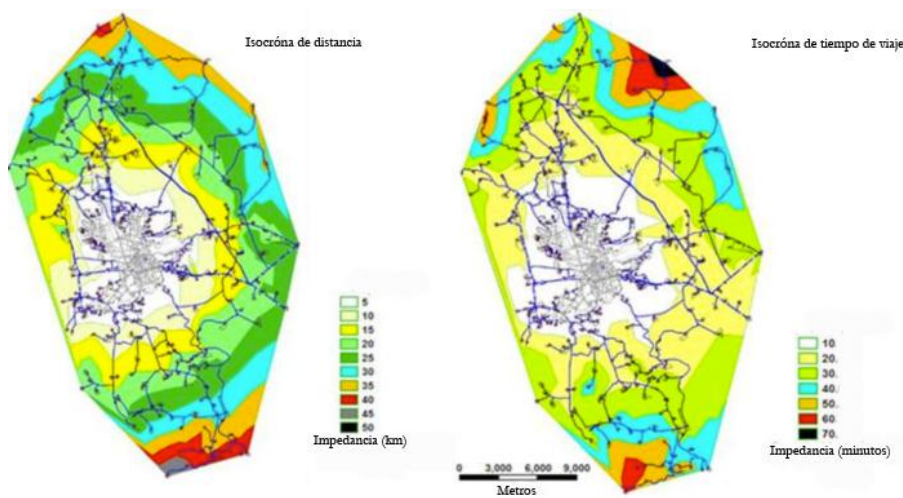 Isocróna de distancia
Isocróna de tiempo de viaje
5
10
15
20
25
30
35
40
45
50
Impedancia (km)
10.
20.
30.
40.
50.
60.
70.
Impedancia (minutos)
0 3,000 6,000 9,000
Metros